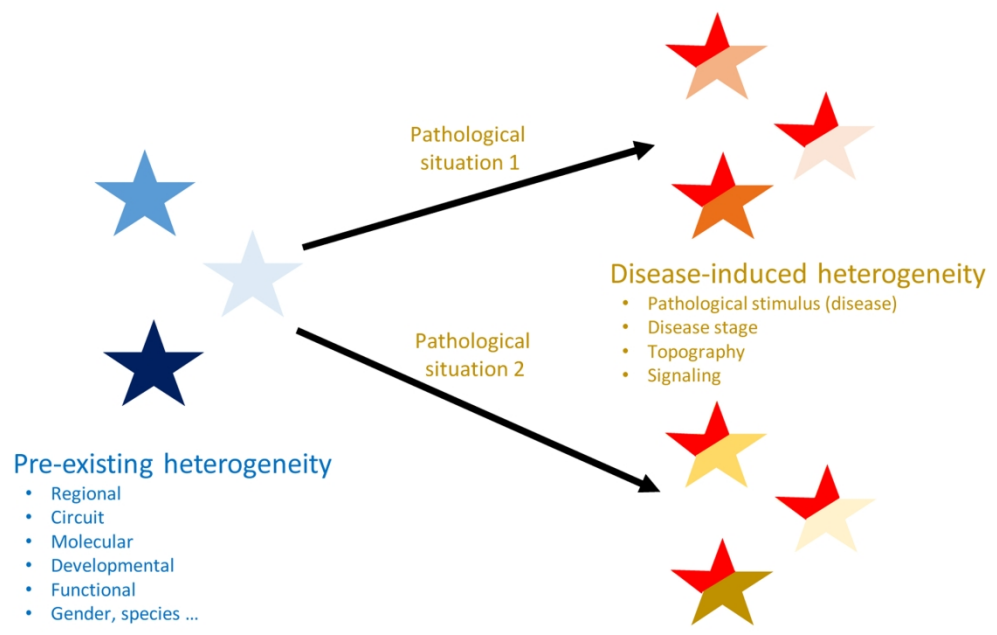 Pathological
situation 1
Disease-induced heterogeneity
• Pathological stimulus (disease)
• Disease stage
• Topography
• Signaling
Pathological
situation 2
Pre-existing heterogeneity
• Regional
• Circuit
• Molecular
• Developmental
• Functional
• Gender, species ...